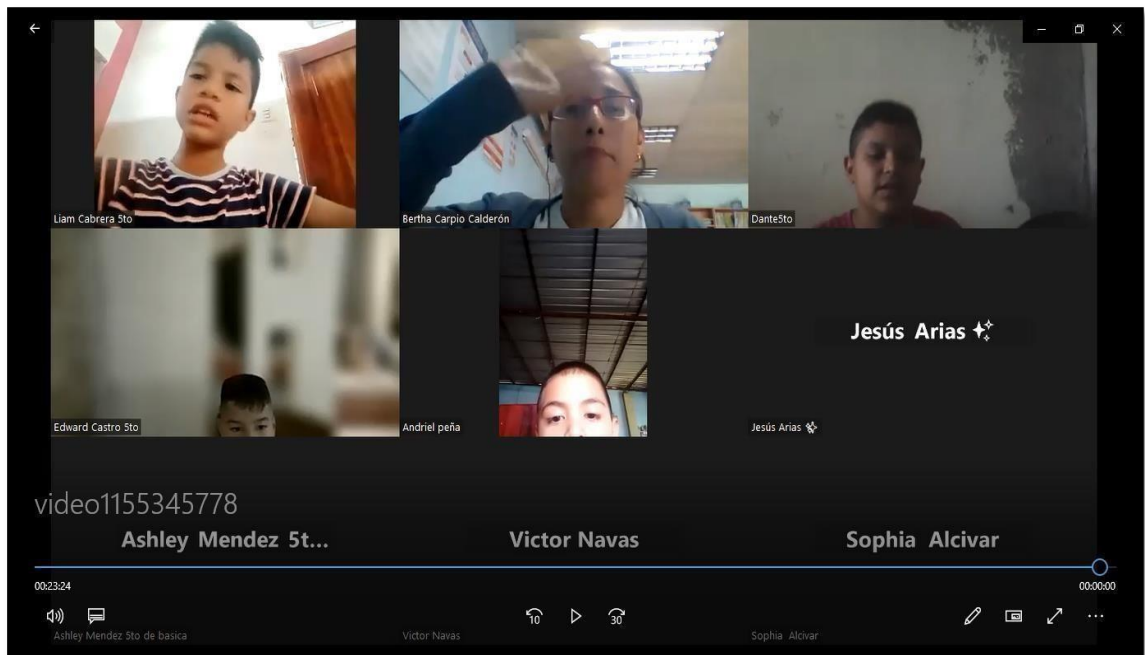 Liam Cabrera 5to
Bertha Carpio Calderón
Dante5to
Edward Castro 5to
Andriel peña
Jesús Arias
Jesús Arias
video1155345778
Ashley Mendez 5t...
Victor Navas
Sophia Alcivar
00:23:24
00:00:00
10
30
Ashley Mendez 5to de basica
Victor Navas
Sophia Alcivar